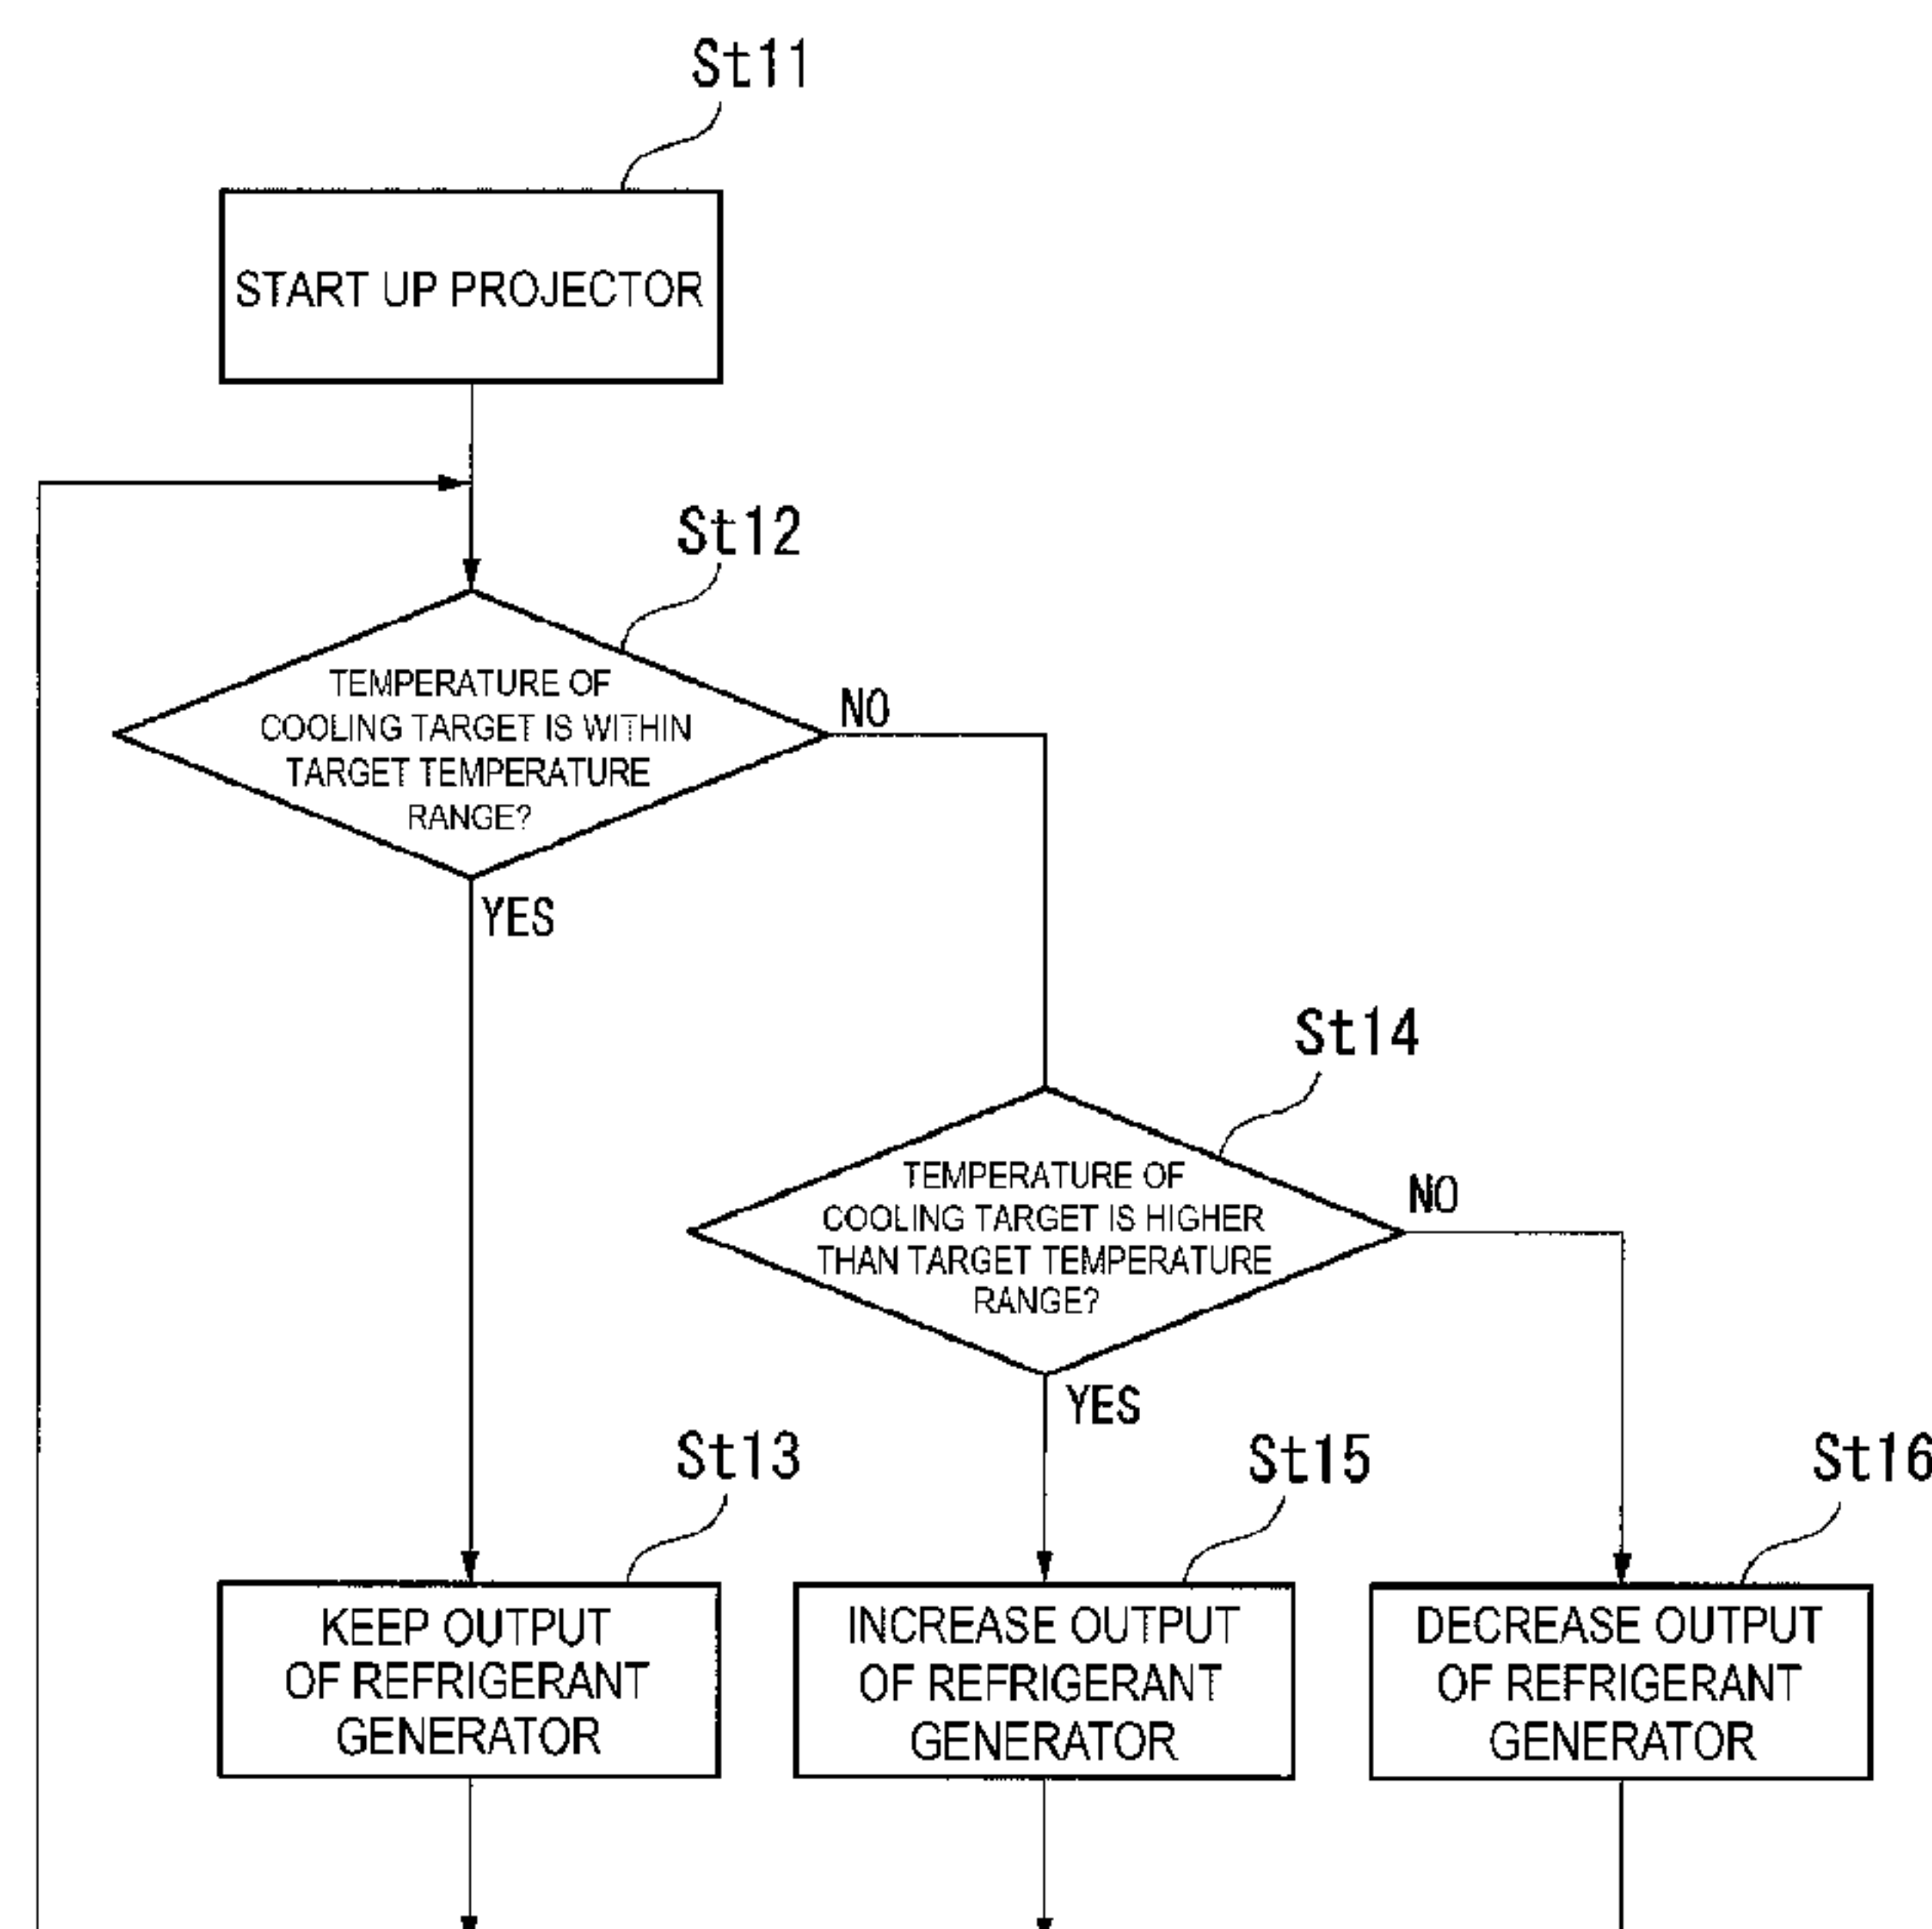 St11
START UP PROJECTOR
St12
TEMPERATURE OF
COOLING TARGET IS WITHIN
TARGET TEMPERATURE
RANGE?
NO
YES
St14
TEMPERATURE OF
COOLING TARGET IS HIGHER
THAN TARGET TEMPERATURE
RANGE?
NO
YES
St13
KEEP OUTPUT
OF REFRIGERANT
GENERATOR
St15
INCREASE OUTPUT
OF REFRIGERANT
GENERATOR
St16
DECREASE OUTPUT
OF REFRIGERANT
GENERATOR